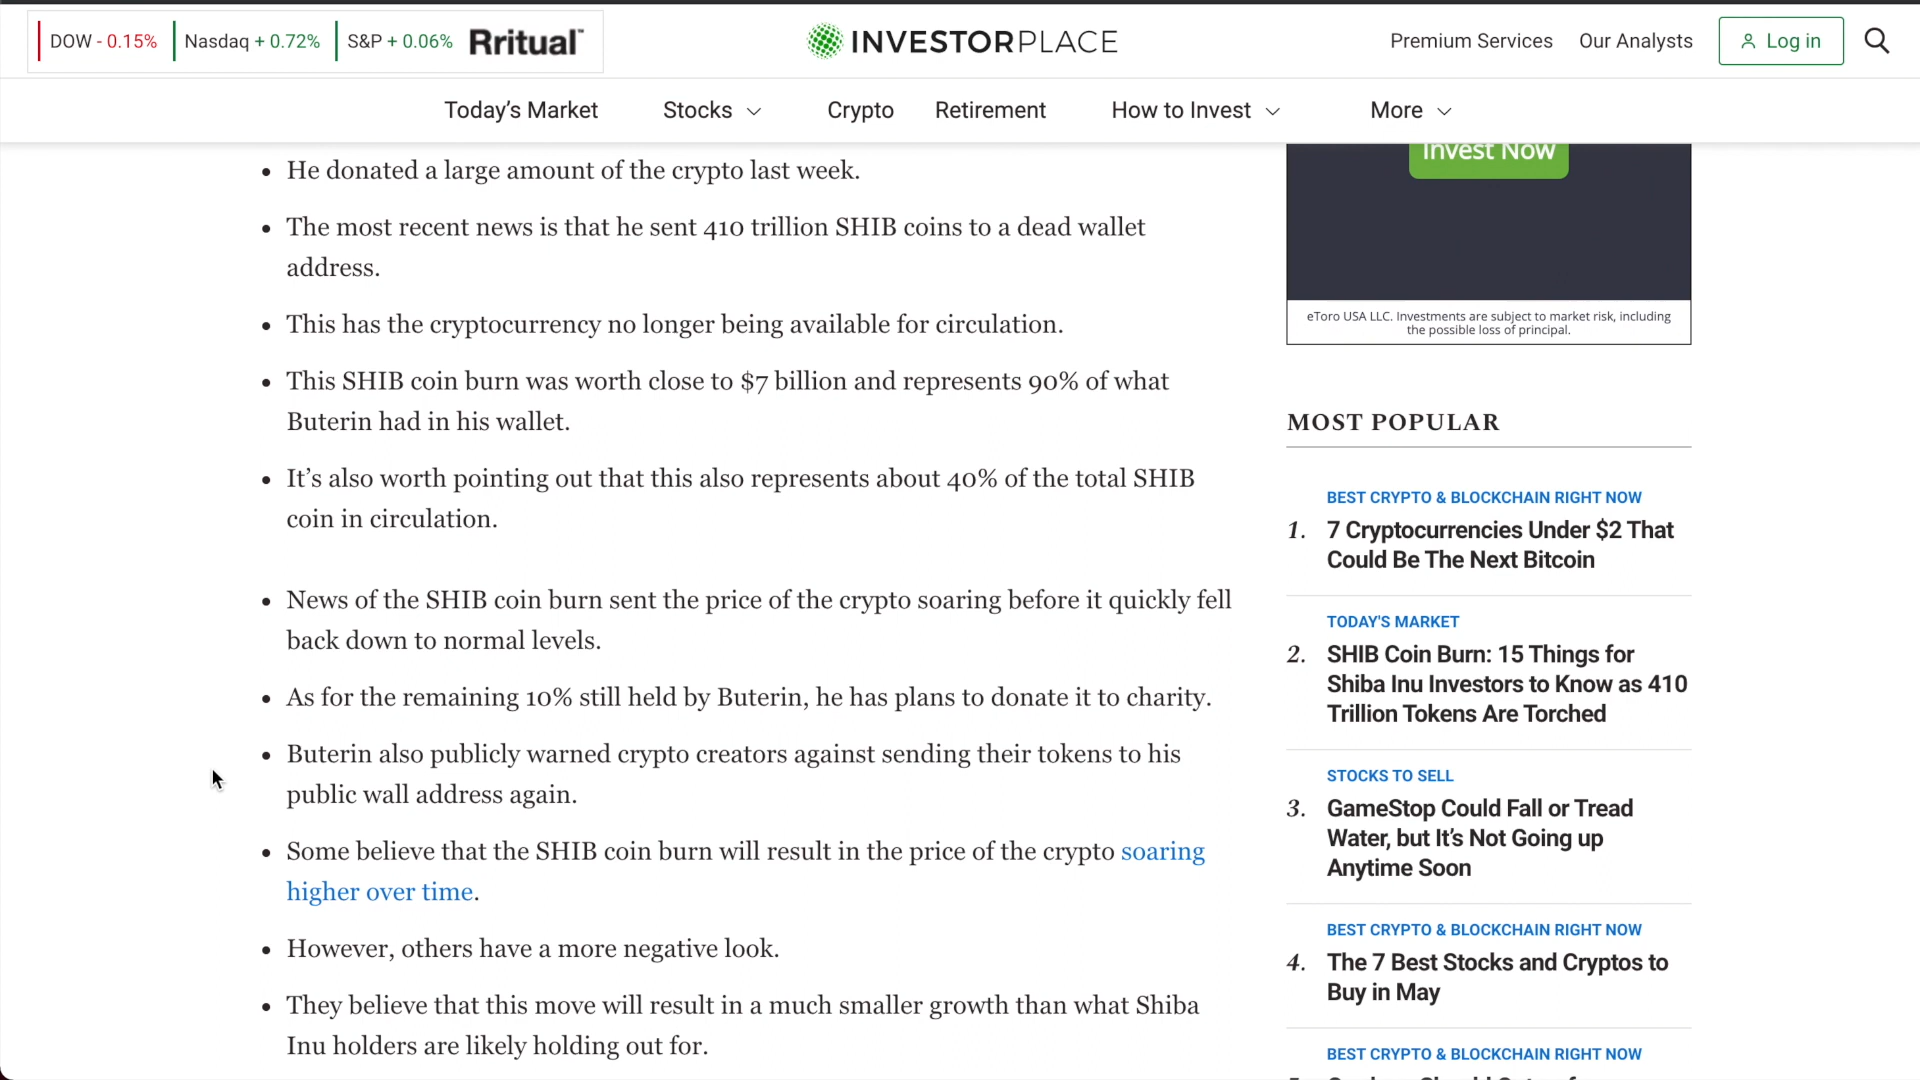 DOW - 0.15%
Nasdaq + 0.72%
S&P + 0.06%
Rritual™
INVESTORPLACE
Premium Services
Our Analysts
Log in
Today's Market
Stocks
Crypto
Retirement
How to Invest
More
• He donated a large amount of the crypto last week.
• The most recent news is that he sent 410 trillion SHIB coins to a dead wallet
address.
• This has the cryptocurrency no longer being available for circulation.
• This SHIB coin burn was worth close to $7 billion and represents 90% of what
Buterin had in his wallet.
• It's also worth pointing out that this also represents about 40% of the total SHIB
coin in circulation.
• News of the SHIB coin burn sent the price of the crypto soaring before it quickly fell
back down to normal levels.
• As for the remaining 10% still held by Buterin, he has plans to donate it to charity.
• Buterin also publicly warned crypto creators against sending their tokens to his
public wall address again.
• Some believe that the SHIB coin burn will result in the price of the crypto soaring
higher over time.
• However, others have a more negative look.
• They believe that this move will result in a much smaller growth than what Shiba
Inu holders are likely holding out for.
Invest Now
eToro USA LLC. Investments are subject to market risk, including
the possible loss of principal.
MOST POPULAR
BEST CRYPTO & BLOCKCHAIN RIGHT NOW
1. 7 Cryptocurrencies Under $2 That
Could Be The Next Bitcoin
TODAY'S MARKET
2. SHIB Coin Burn: 15 Things for
Shiba Inu Investors to Know as 410
Trillion Tokens Are Torched
STOCKS TO SELL
3. GameStop Could Fall or Tread
Water, but It's Not Going up
Anytime Soon
BEST CRYPTO & BLOCKCHAIN RIGHT NOW
4. The 7 Best Stocks and Cryptos to
Buy in May
BEST CRYPTO & BLOCKCHAIN RIGHT NOW